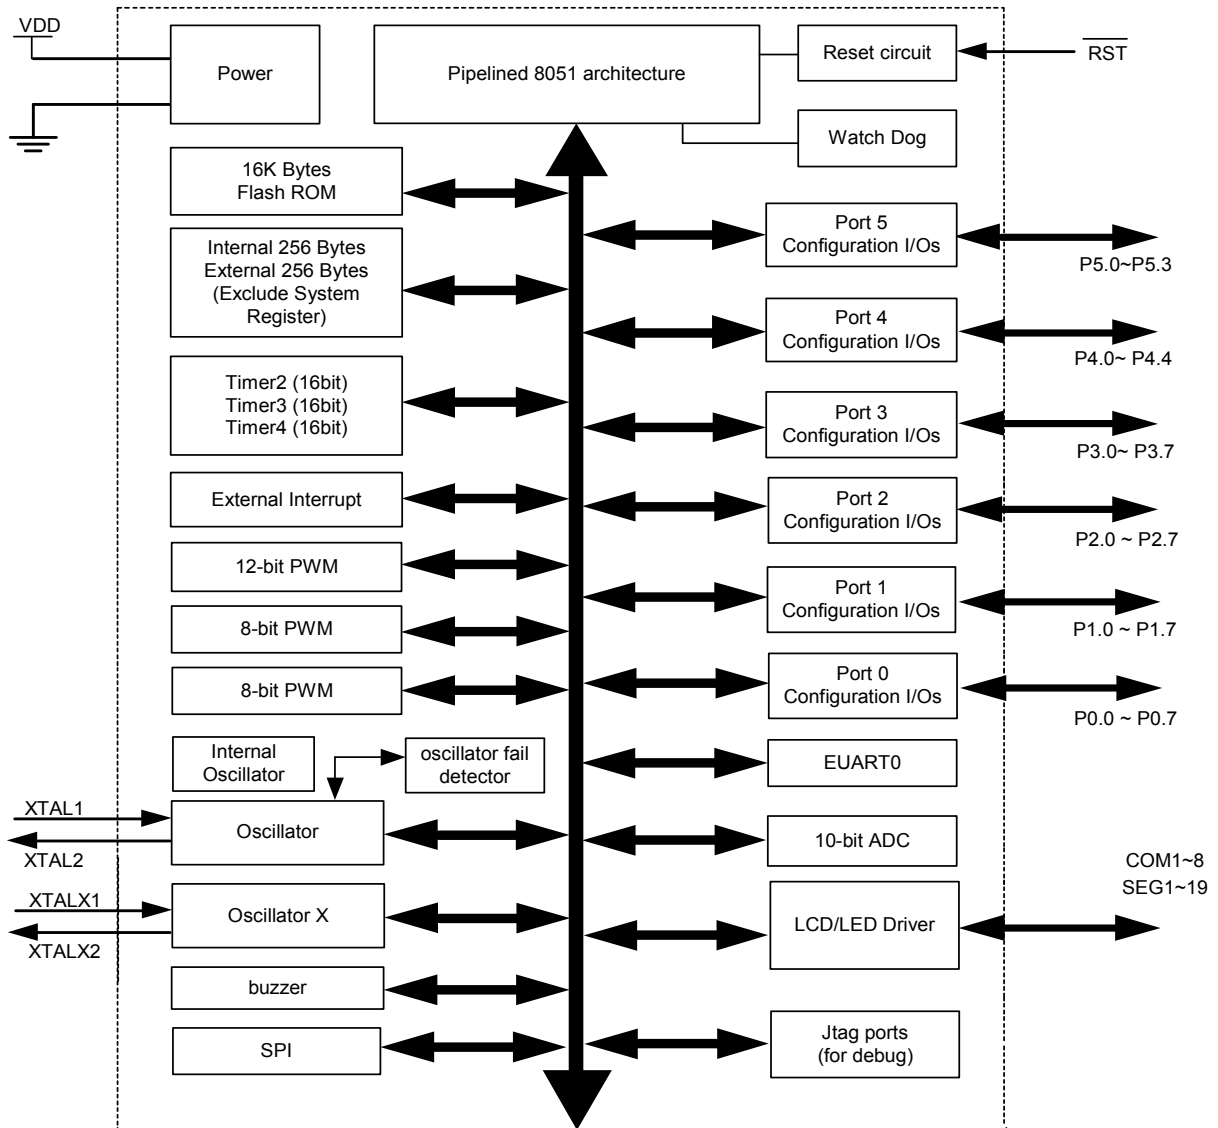 VDD
Power
Pipelined 8051 architecture
Reset circuit
RST
Watch Dog
16K Bytes
Flash ROM
Internal 256 Bytes
External 256 Bytes
(Exclude System
Register)
Timer2 (16bit)
Timer3 (16bit)
Timer4 (16bit)
External Interrupt
12-bit PWM
8-bit PWM
8-bit PWM
Internal
Oscillator
oscillator fail
detector
XTAL1
Oscillator
XTAL2
XTALX1
Oscillator X
XTALX2
buzzer
SPI
Port 5
Configuration I/Os
P5.0~P5.3
Port 4
Configuration I/Os
P4.0~ P4.4
Port 3
Configuration I/Os
P3.0~ P3.7
Port 2
Configuration I/Os
P2.0 ~ P2.7
Port 1
Configuration I/Os
P1.0 ~ P1.7
Port 0
Configuration I/Os
P0.0 ~ P0.7
EUART0
10-bit ADC
COM1~8
SEG1~19
LCD/LED Driver
Jtag ports
(for debug)